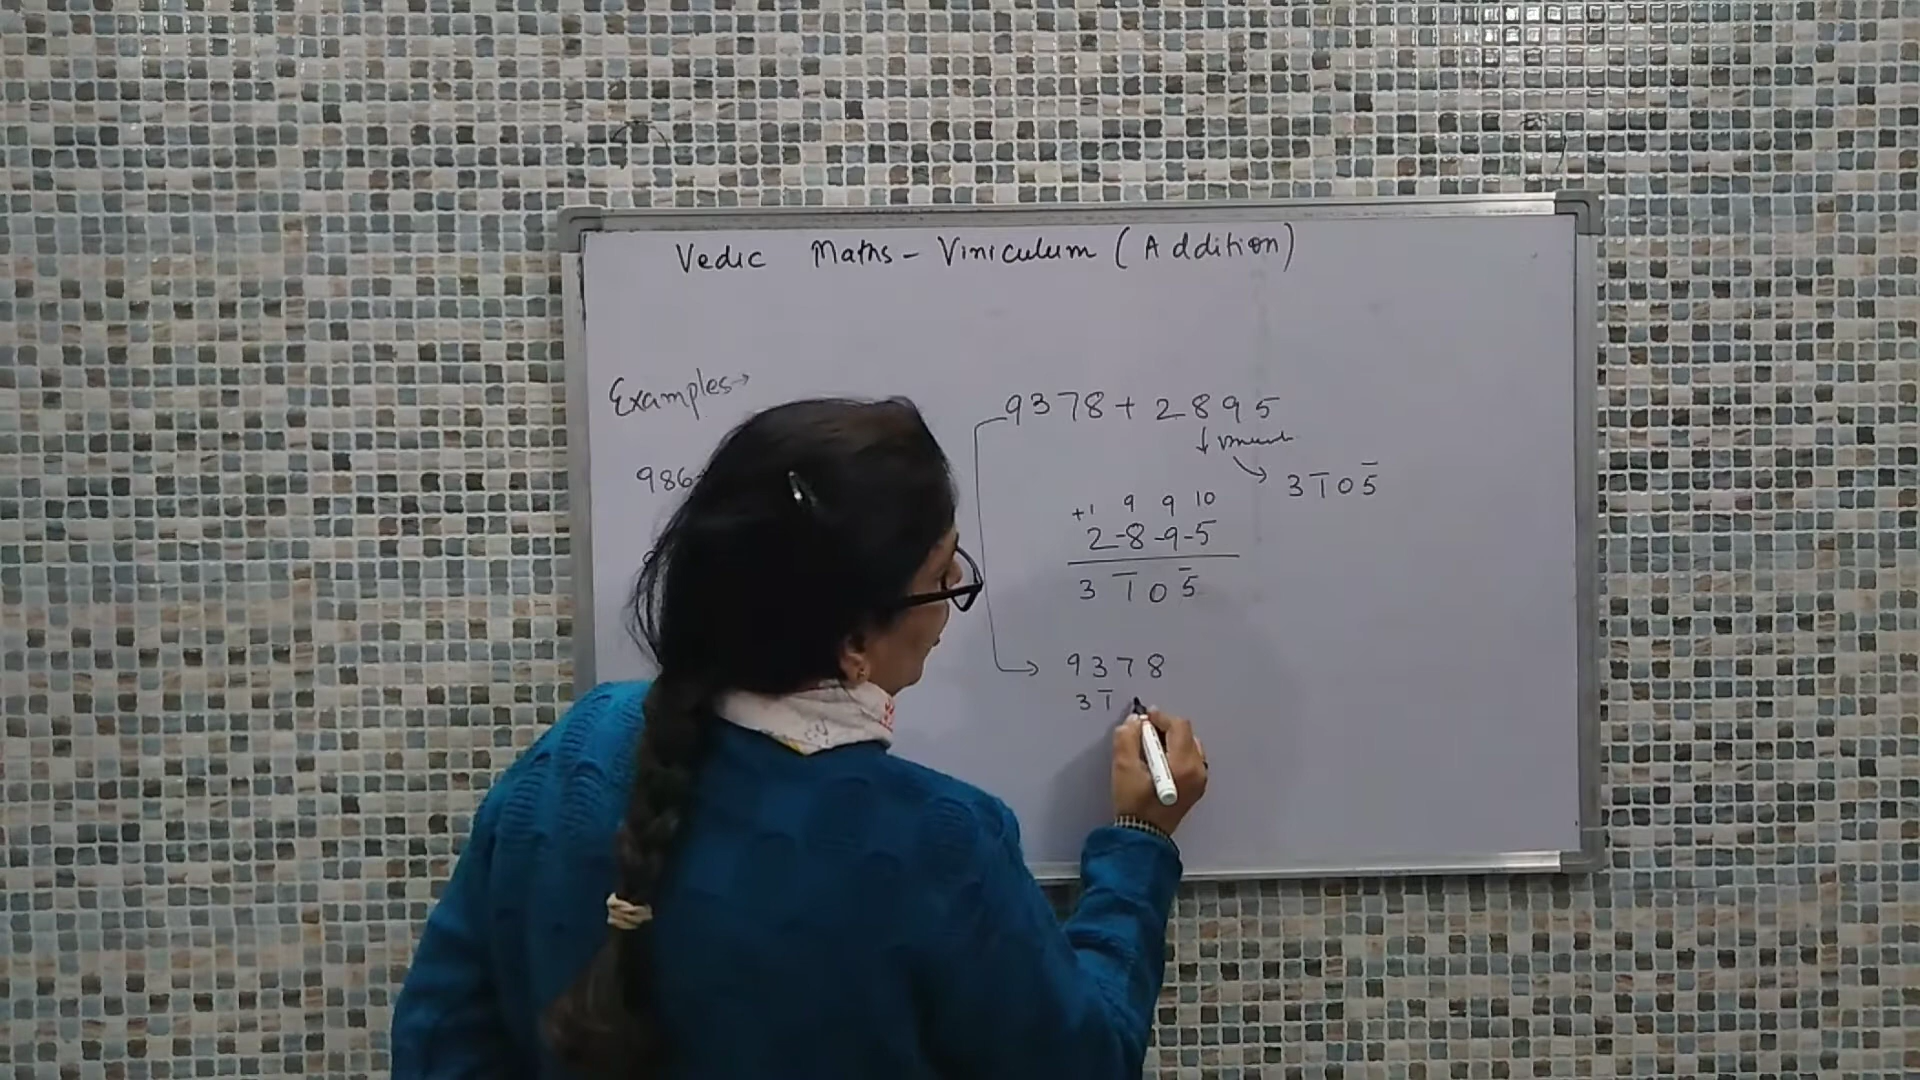 Vedic Maths - Viniculum (Addition)
Examples→
986
9378 + 2895
↓
→ 3 1̅ 0 5̅
+1 9 9 10
2-8-9-5
3 1̅ 0 5̅
→ 9378
3 1̅